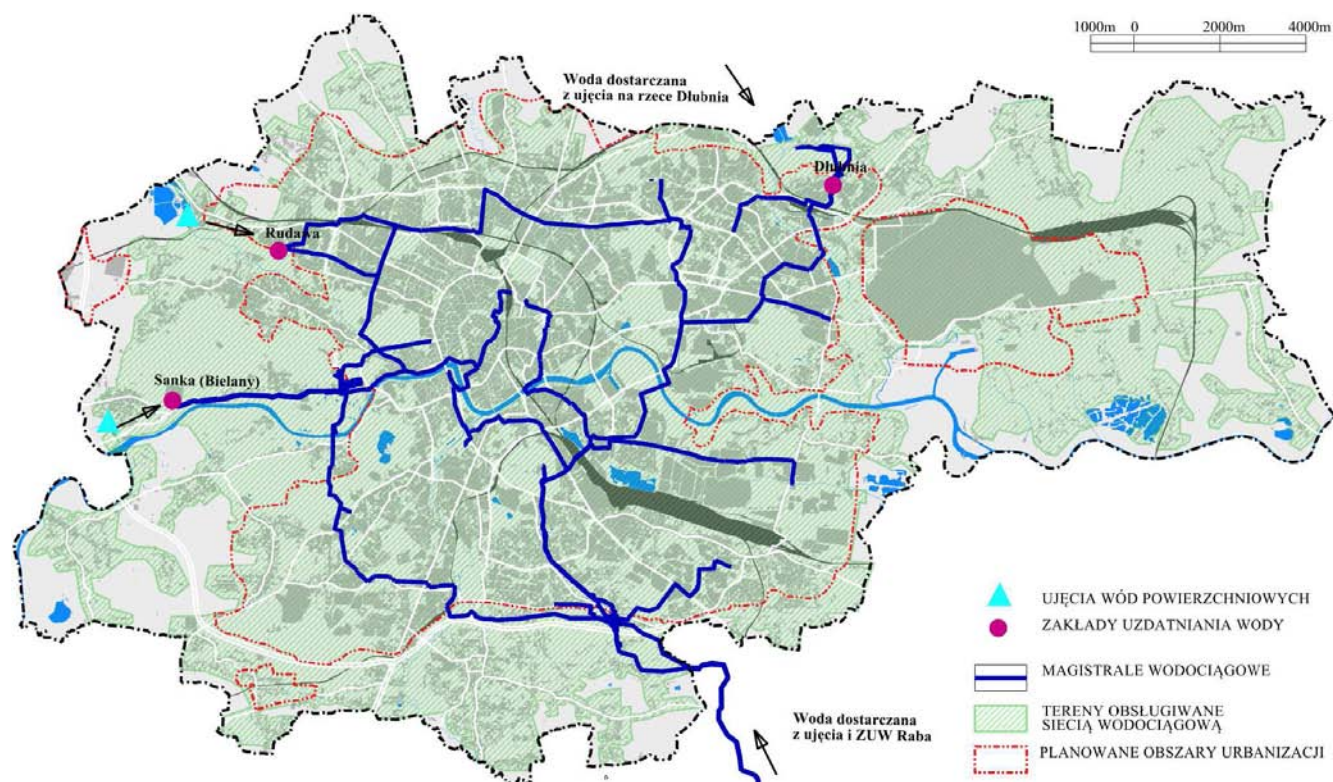 1000m 0 2000m 4000m
Woda dostarczana
z ujęcia na rzece Dłubnia
Dłubnia
Rudawa
Sanka (Bielany)
UJĘCIA WÓD POWIERZCHNIOWYCH
ZAKŁADY UZDATNIANIA WODY
MAGISTRALE WODOCIĄGOWE
TERENY OBSŁUGIWANE
SIECIĄ WODOCIĄGOWĄ
PLANOWANE OBSZARY URBANIZACJI
Woda dostarczana
z ujęcia i ZUW Raba